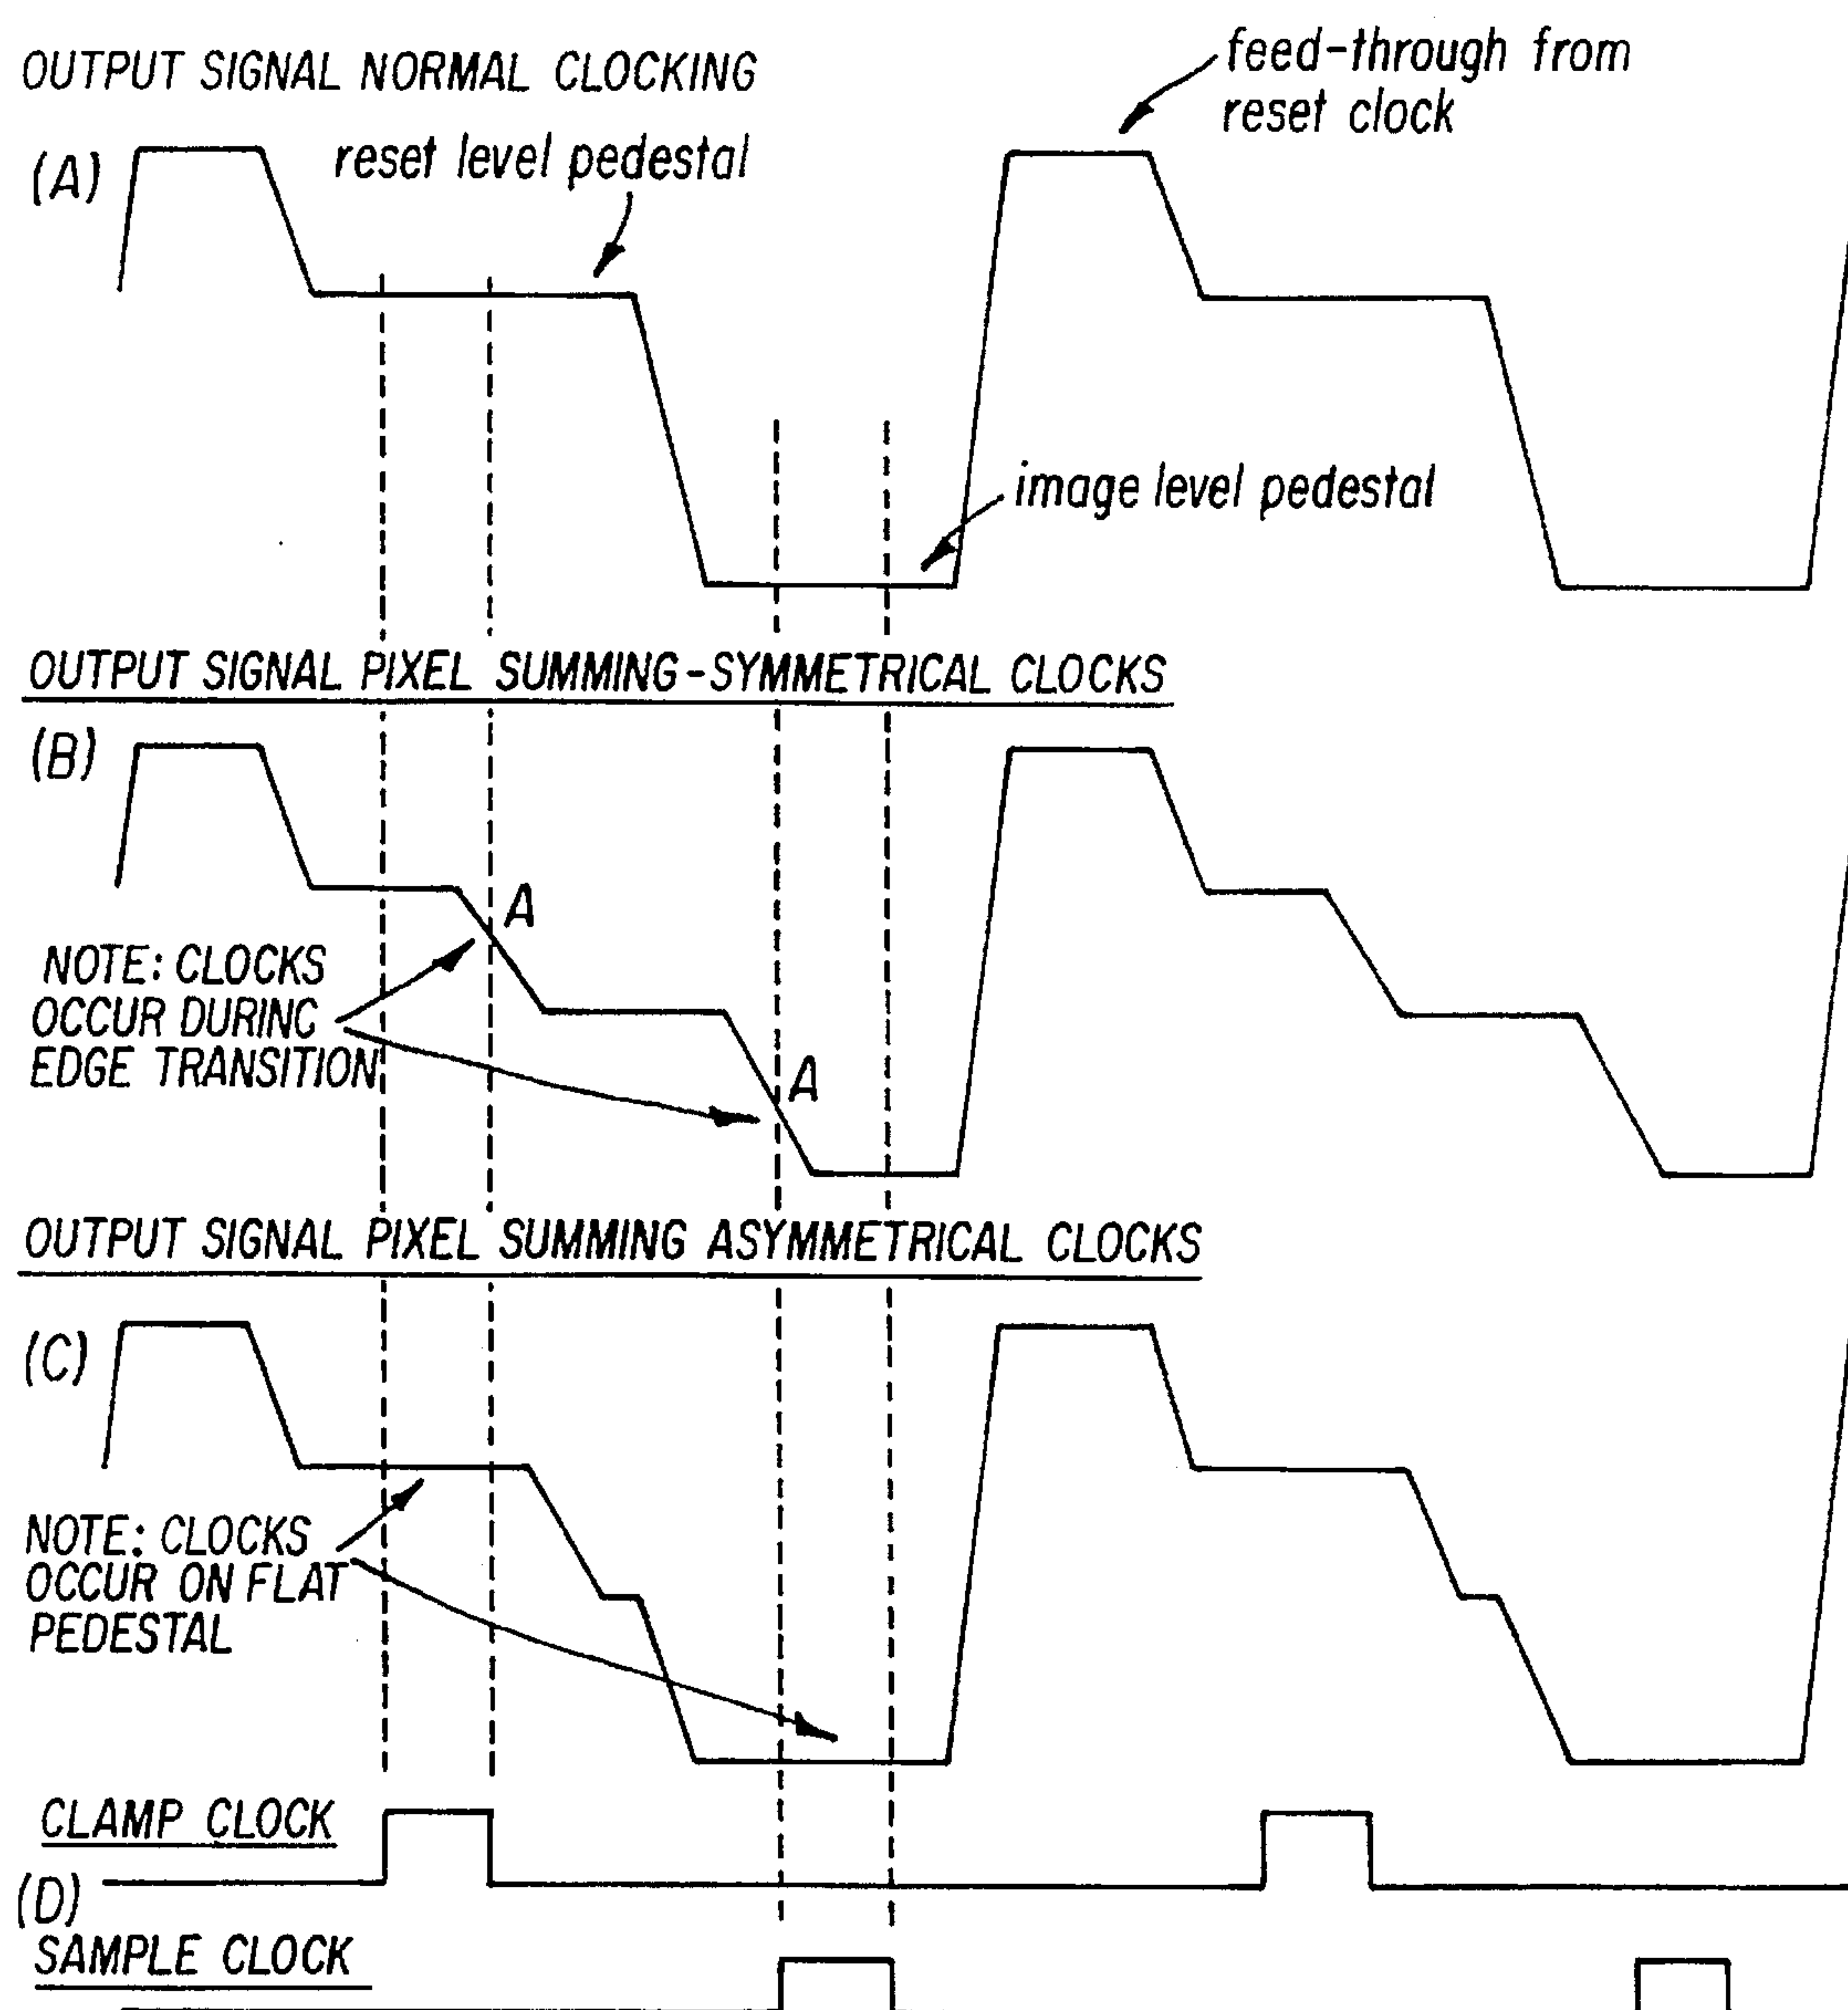 OUTPUT SIGNAL NORMAL CLOCKING
feed-through from
reset clock
(A)
reset level pedestal
image level pedestal
OUTPUT SIGNAL PIXEL SUMMING-SYMMETRICAL CLOCKS
(B)
A
NOTE: CLOCKS
OCCUR DURING
EDGE TRANSITION
A
OUTPUT SIGNAL PIXEL SUMMING ASYMMETRICAL CLOCKS
(C)
NOTE: CLOCKS
OCCUR ON FLAT
PEDESTAL
CLAMP CLOCK
(D)
SAMPLE CLOCK